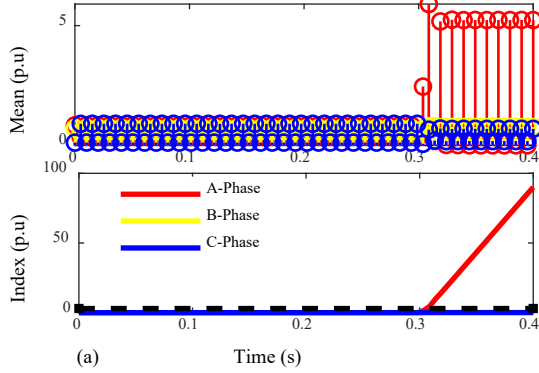 5
Mean (p.u)
0
0 0.1 0.2 0.3 0.4
100
A-Phase
B-Phase
C-Phase
50
Index (p.u)
0
0 0.1 0.2 0.3 0.4
(a) Time (s)